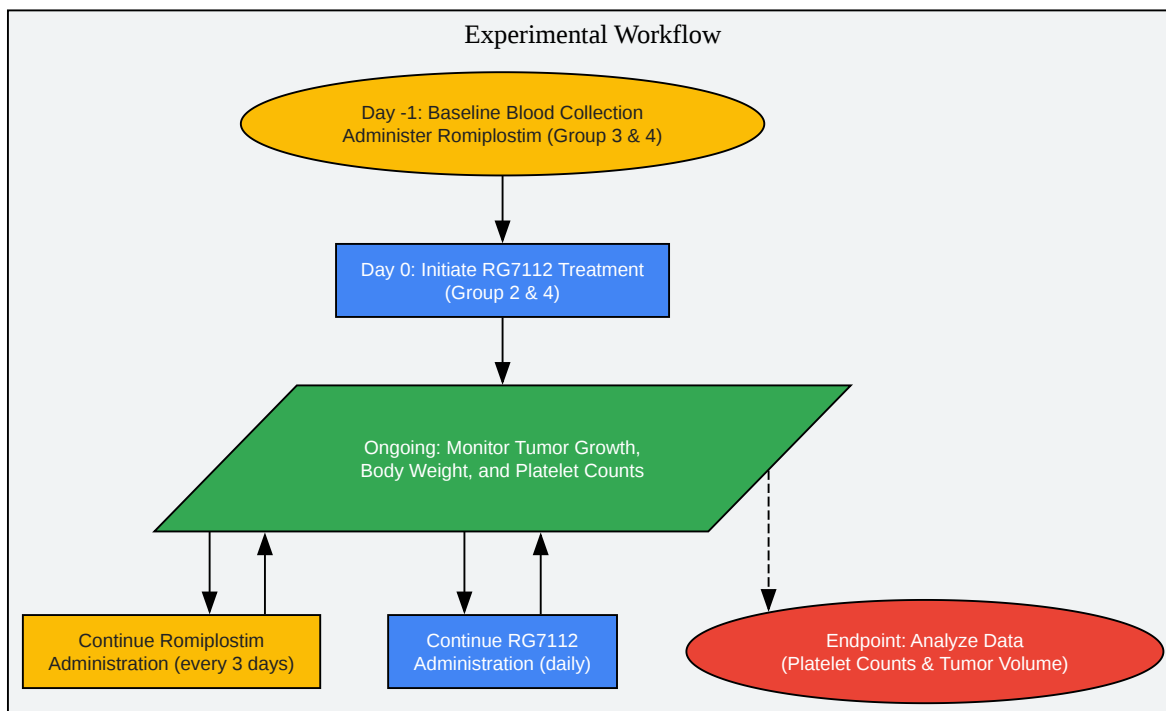 Experimental Workflow
Day -1: Baseline Blood Collection
Administer Romiplostim (Group 3 & 4)
Day 0: Initiate RG7112 Treatment
(Group 2 & 4)
Ongoing: Monitor Tumor Growth,
Body Weight, and Platelet Counts
Continue Romiplostim
Administration (every 3 days)
Continue RG7112
Administration (daily)
Endpoint: Analyze Data
(Platelet Counts & Tumor Volume)